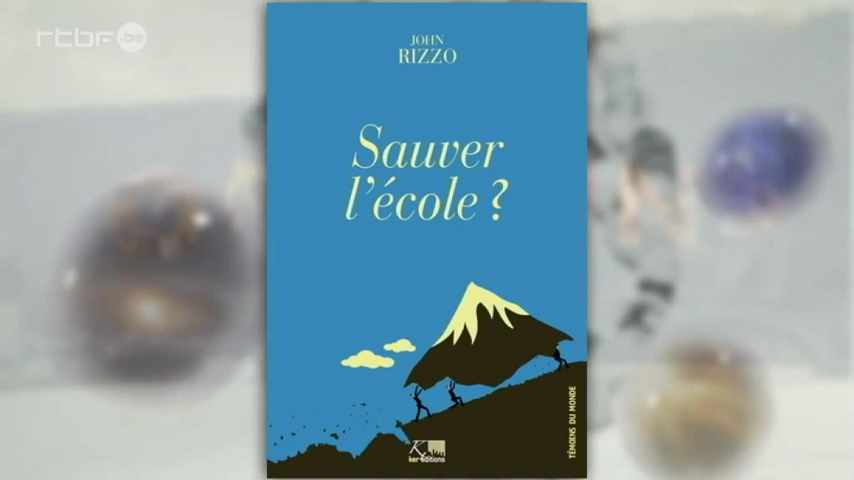 rtbf.be
JOHN
RIZZO
Sauver
l'école ?
TÉMOINS DU MONDE
K
ker éditions